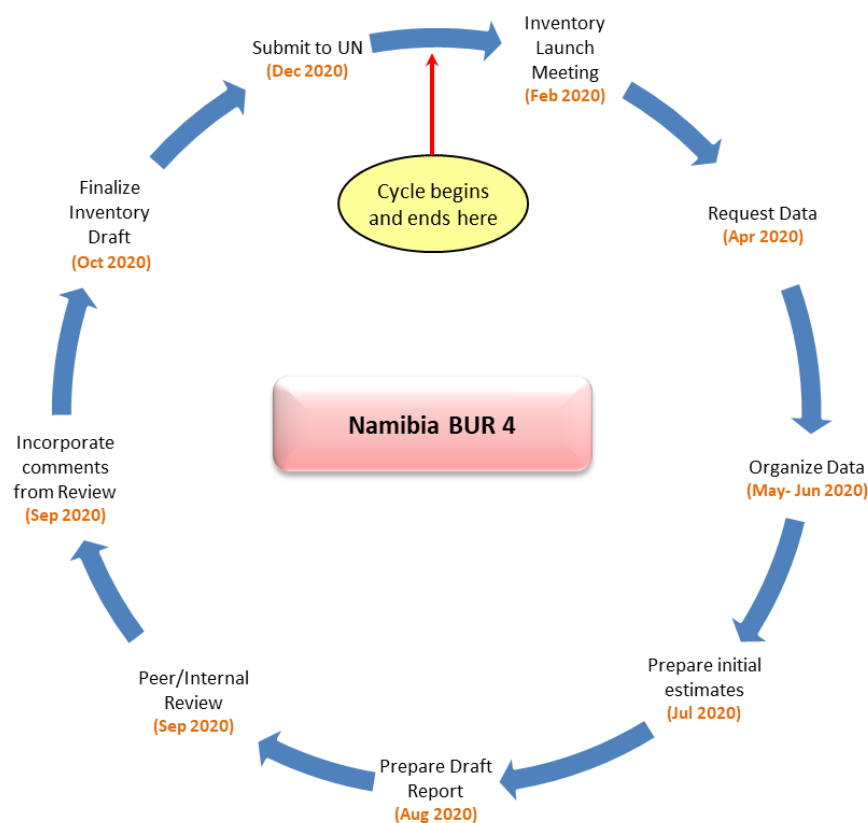 Submit to UN
(Dec 2020)
Inventory
Launch
Meeting
(Feb 2020)
Cycle begins
and ends here
Request Data
(Apr 2020)
Organize Data
(May- Jun 2020)
Prepare initial
estimates
(Jul 2020)
Prepare Draft
Report
(Aug 2020)
Peer/Internal
Review
(Sep 2020)
Incorporate
comments
from Review
(Sep 2020)
Finalize
Inventory
Draft
(Oct 2020)
Namibia BUR 4